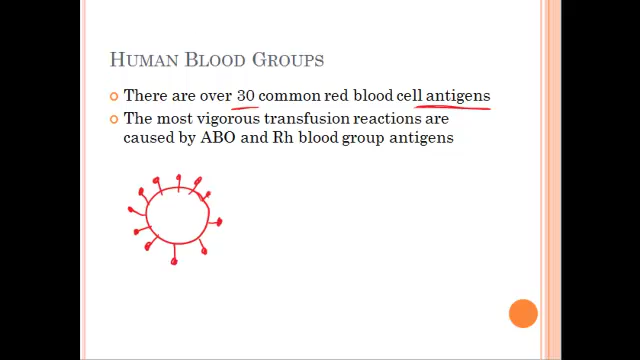 HUMAN BLOOD GROUPS
There are over 30 common red blood cell antigens
The most vigorous transfusion reactions are
caused by ABO and Rh blood group antigens